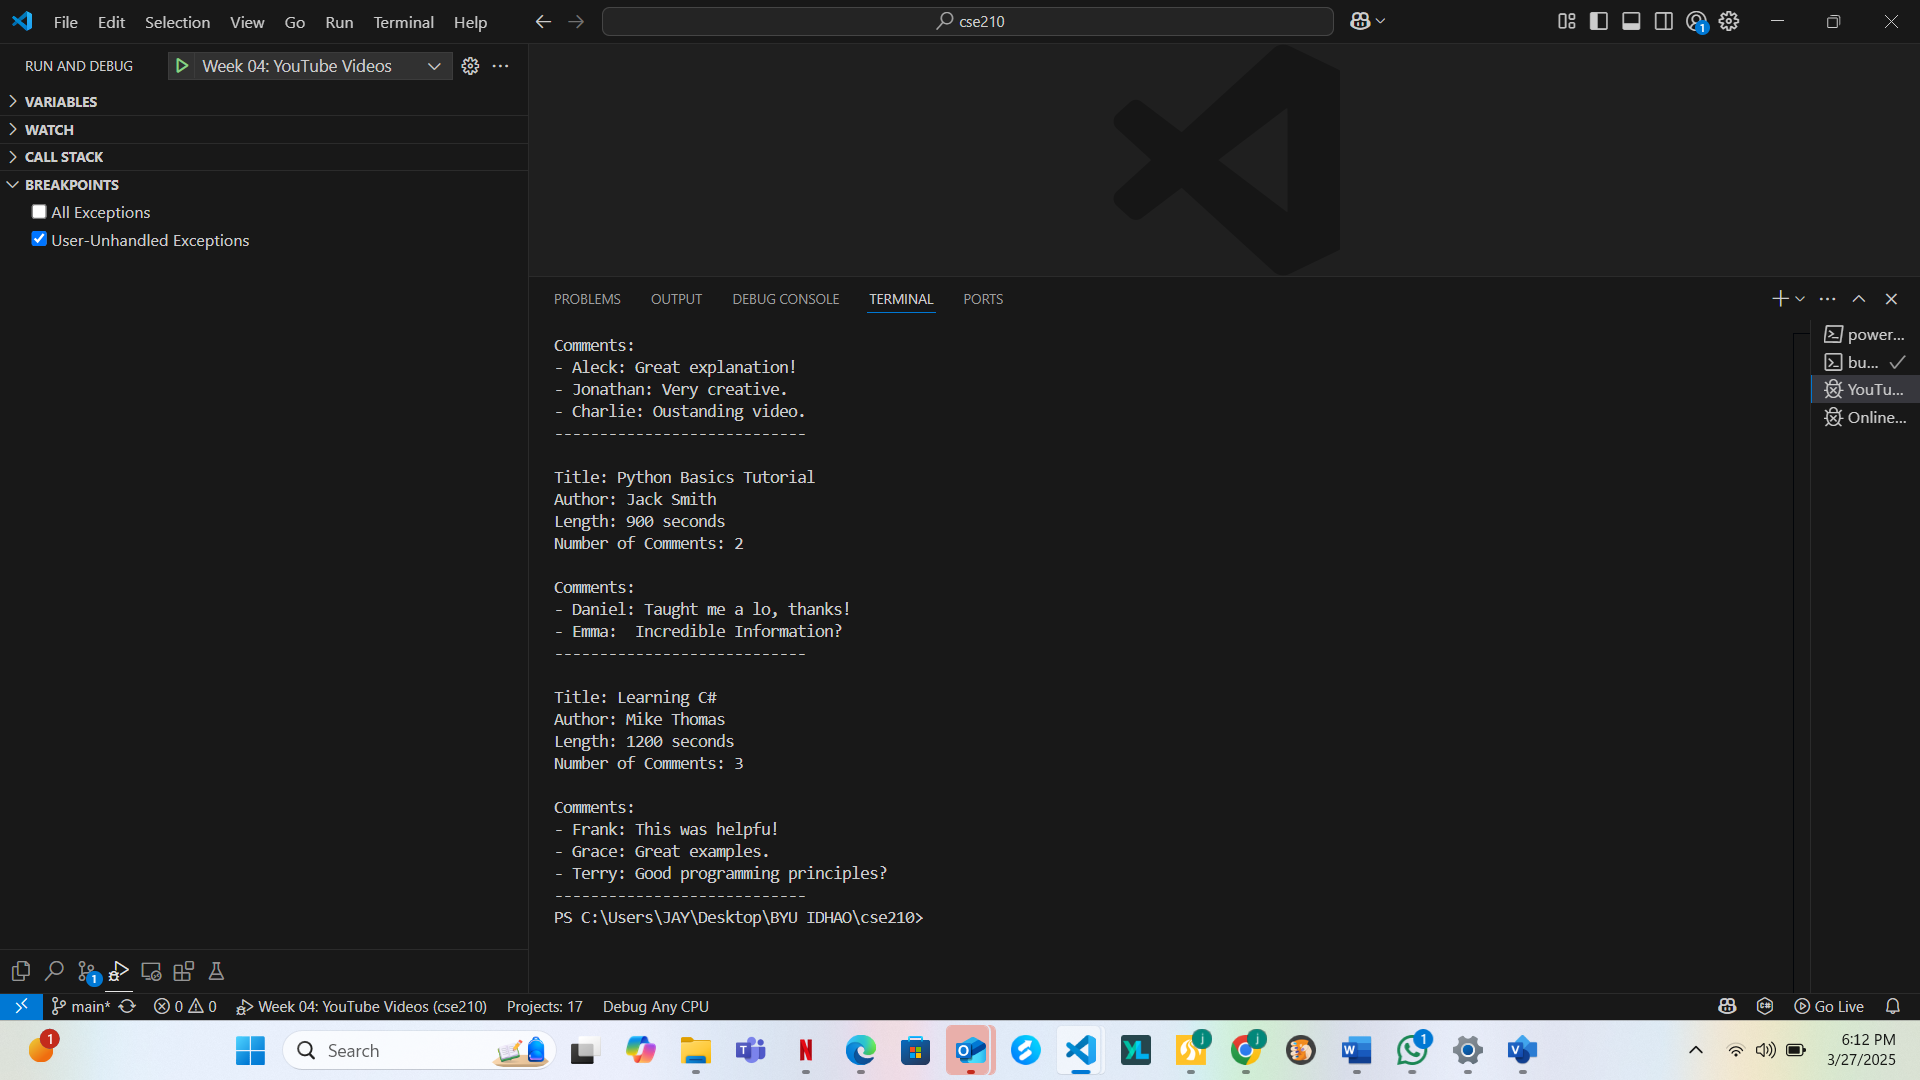 File Edit Selection View Go Run Terminal Help
cse210
1
RUN AND DEBUG
Week 04: YouTube Videos
VARIABLES
WATCH
CALL STACK
BREAKPOINTS
All Exceptions
User-Unhandled Exceptions
PROBLEMS OUTPUT DEBUG CONSOLE TERMINAL PORTS
power...
bu...
YouTu...
Online...
Comments:
- Aleck: Great explanation!
- Jonathan: Very creative.
- Charlie: Oustanding video.
----------------------------
Title: Python Basics Tutorial
Author: Jack Smith
Length: 900 seconds
Number of Comments: 2
Comments:
- Daniel: Taught me a lo, thanks!
- Emma:  Incredible Information?
----------------------------
Title: Learning C#
Author: Mike Thomas
Length: 1200 seconds
Number of Comments: 3
Comments:
- Frank: This was helpfu!
- Grace: Great examples.
- Terry: Good programming principles?
----------------------------
PS C:\Users\JAY\Desktop\BYU IDHAO\cse210>
1
main* 0 0 Week 04: YouTube Videos (cse210) Projects: 17 Debug Any CPU Go Live
1
Search
YL
j
j
1
6:12 PM
3/27/2025